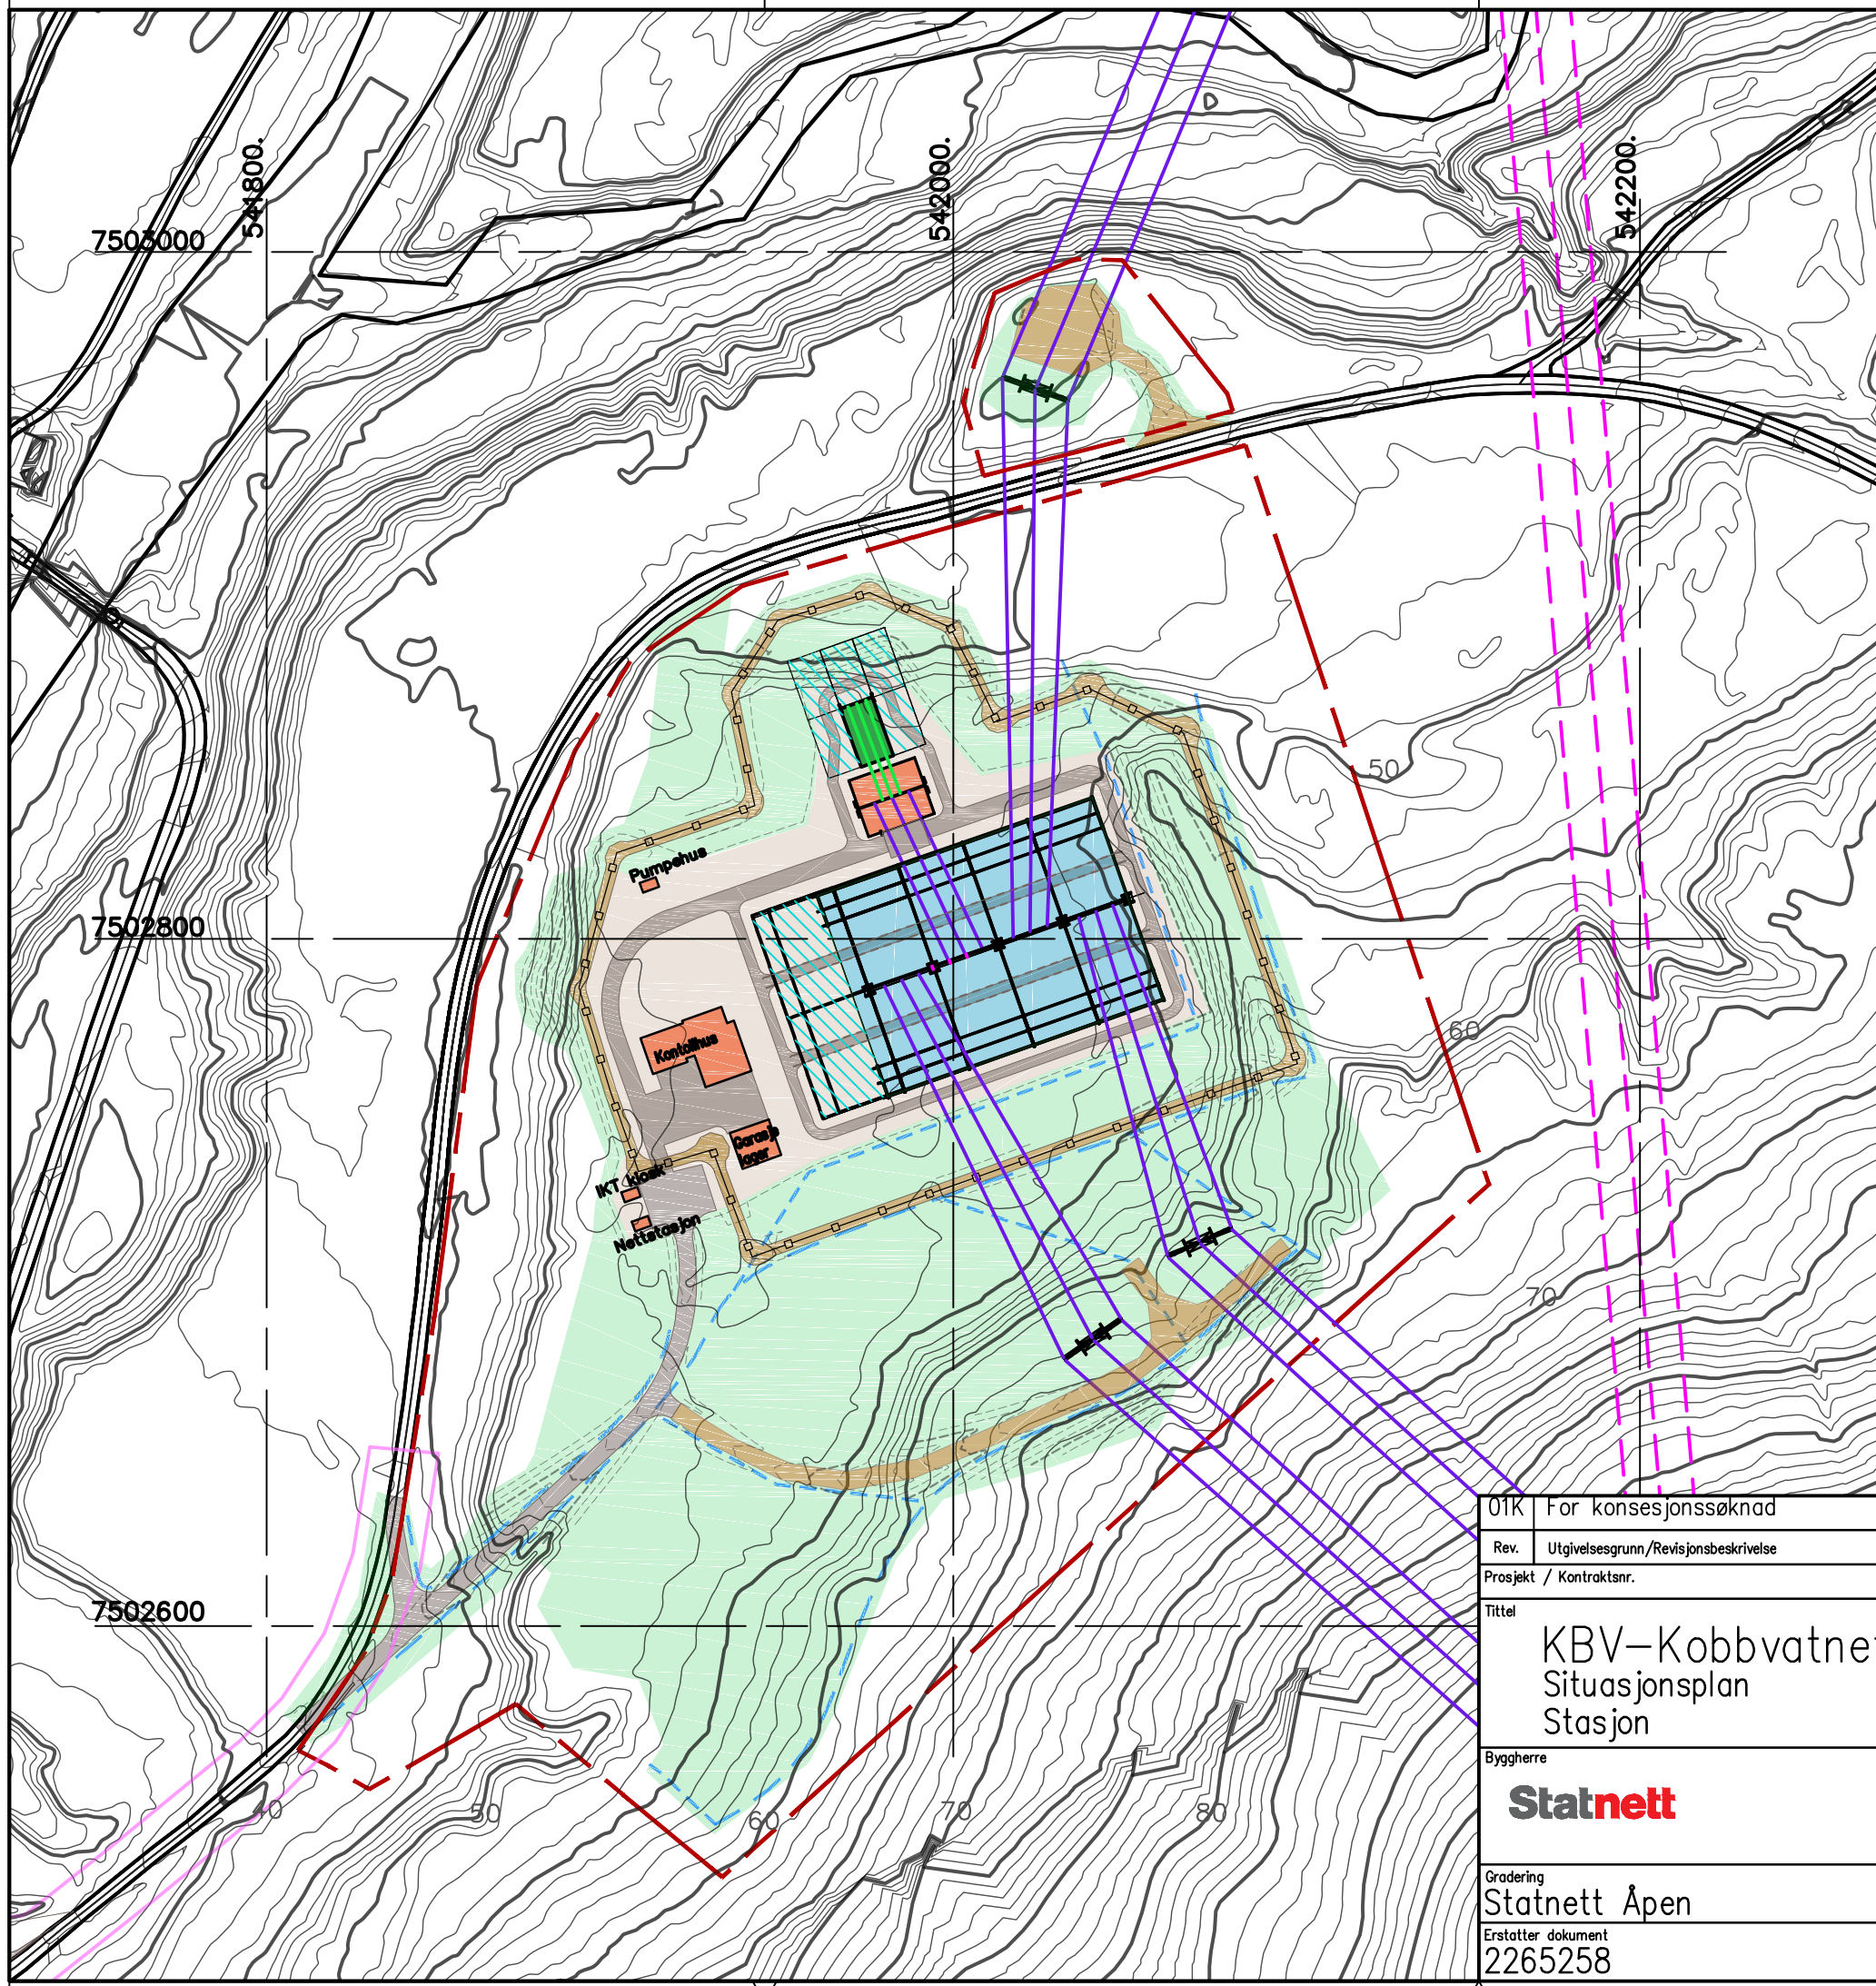 541800.
542000.
542200.
7503000
50
Pumpehus
7502800
60
Kontollhus
Garasje
lager
IKT kiosk
Nettstasjon
70
01K For konsesjonssøknad
Rev. Utgivelsesgrunn/Revisjonsbeskrivelse
Prosjekt / Kontraktsnr.
7502600
Tittel
KBV-Kobbvatne
Situasjonsplan
Stasjon
Byggherre
Statnett
40
50
60
70
80
Gradering
Statnett Åpen
Erstatter dokument
2265258